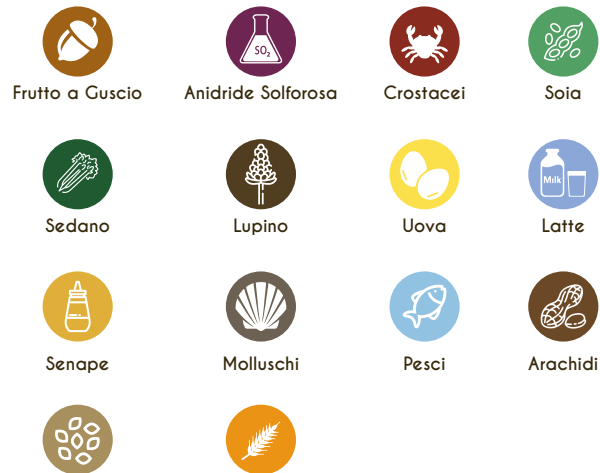 SO₂
Frutto a Guscio Anidride Solforosa Crostacei Soia
Milk
Sedano Lupino Uova Latte
Senape Molluschi Pesci Arachidi